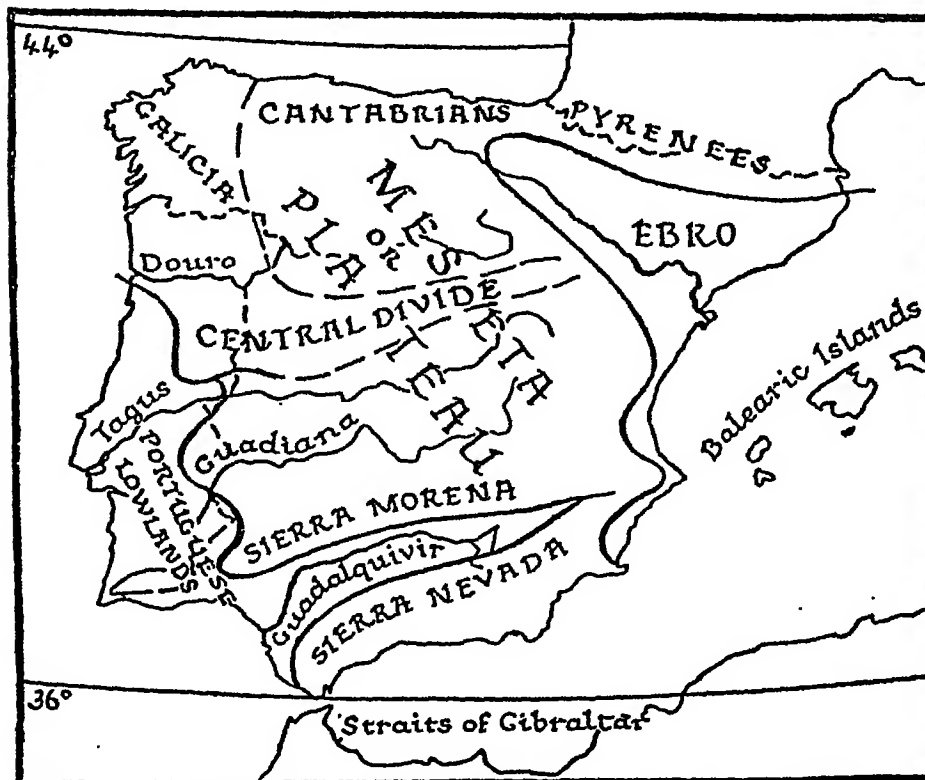 44°
CANTABRIANS
PYRENEES
GALICIA
MESETA
or
PLATEAU
EBRO
Douro
CENTRAL DIVIDE
Balearic Islands
Tagus
Guadiana
PORTUGUESE
LOWLANDS
SIERRA MORENA
Guadalquivir
SIERRA NEVADA
36°
Straits of Gibraltar